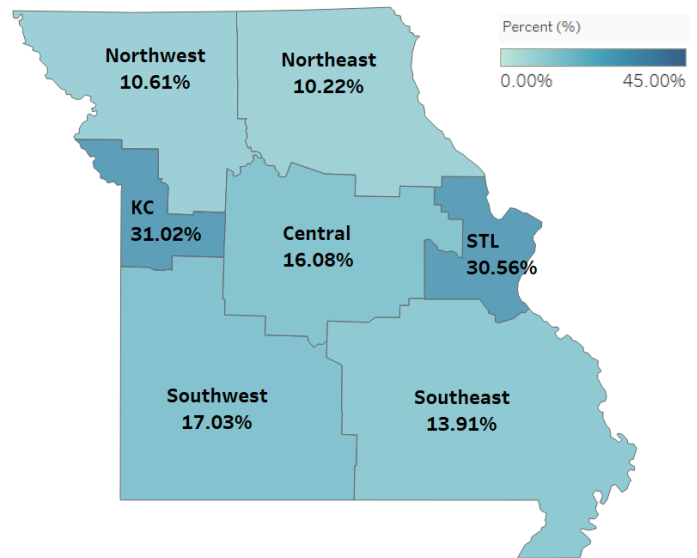 Percent (%)
0.00% 45.00%
Northwest
10.61%
Northeast
10.22%
KC
31.02%
Central
16.08%
STL
30.56%
Southwest
17.03%
Southeast
13.91%